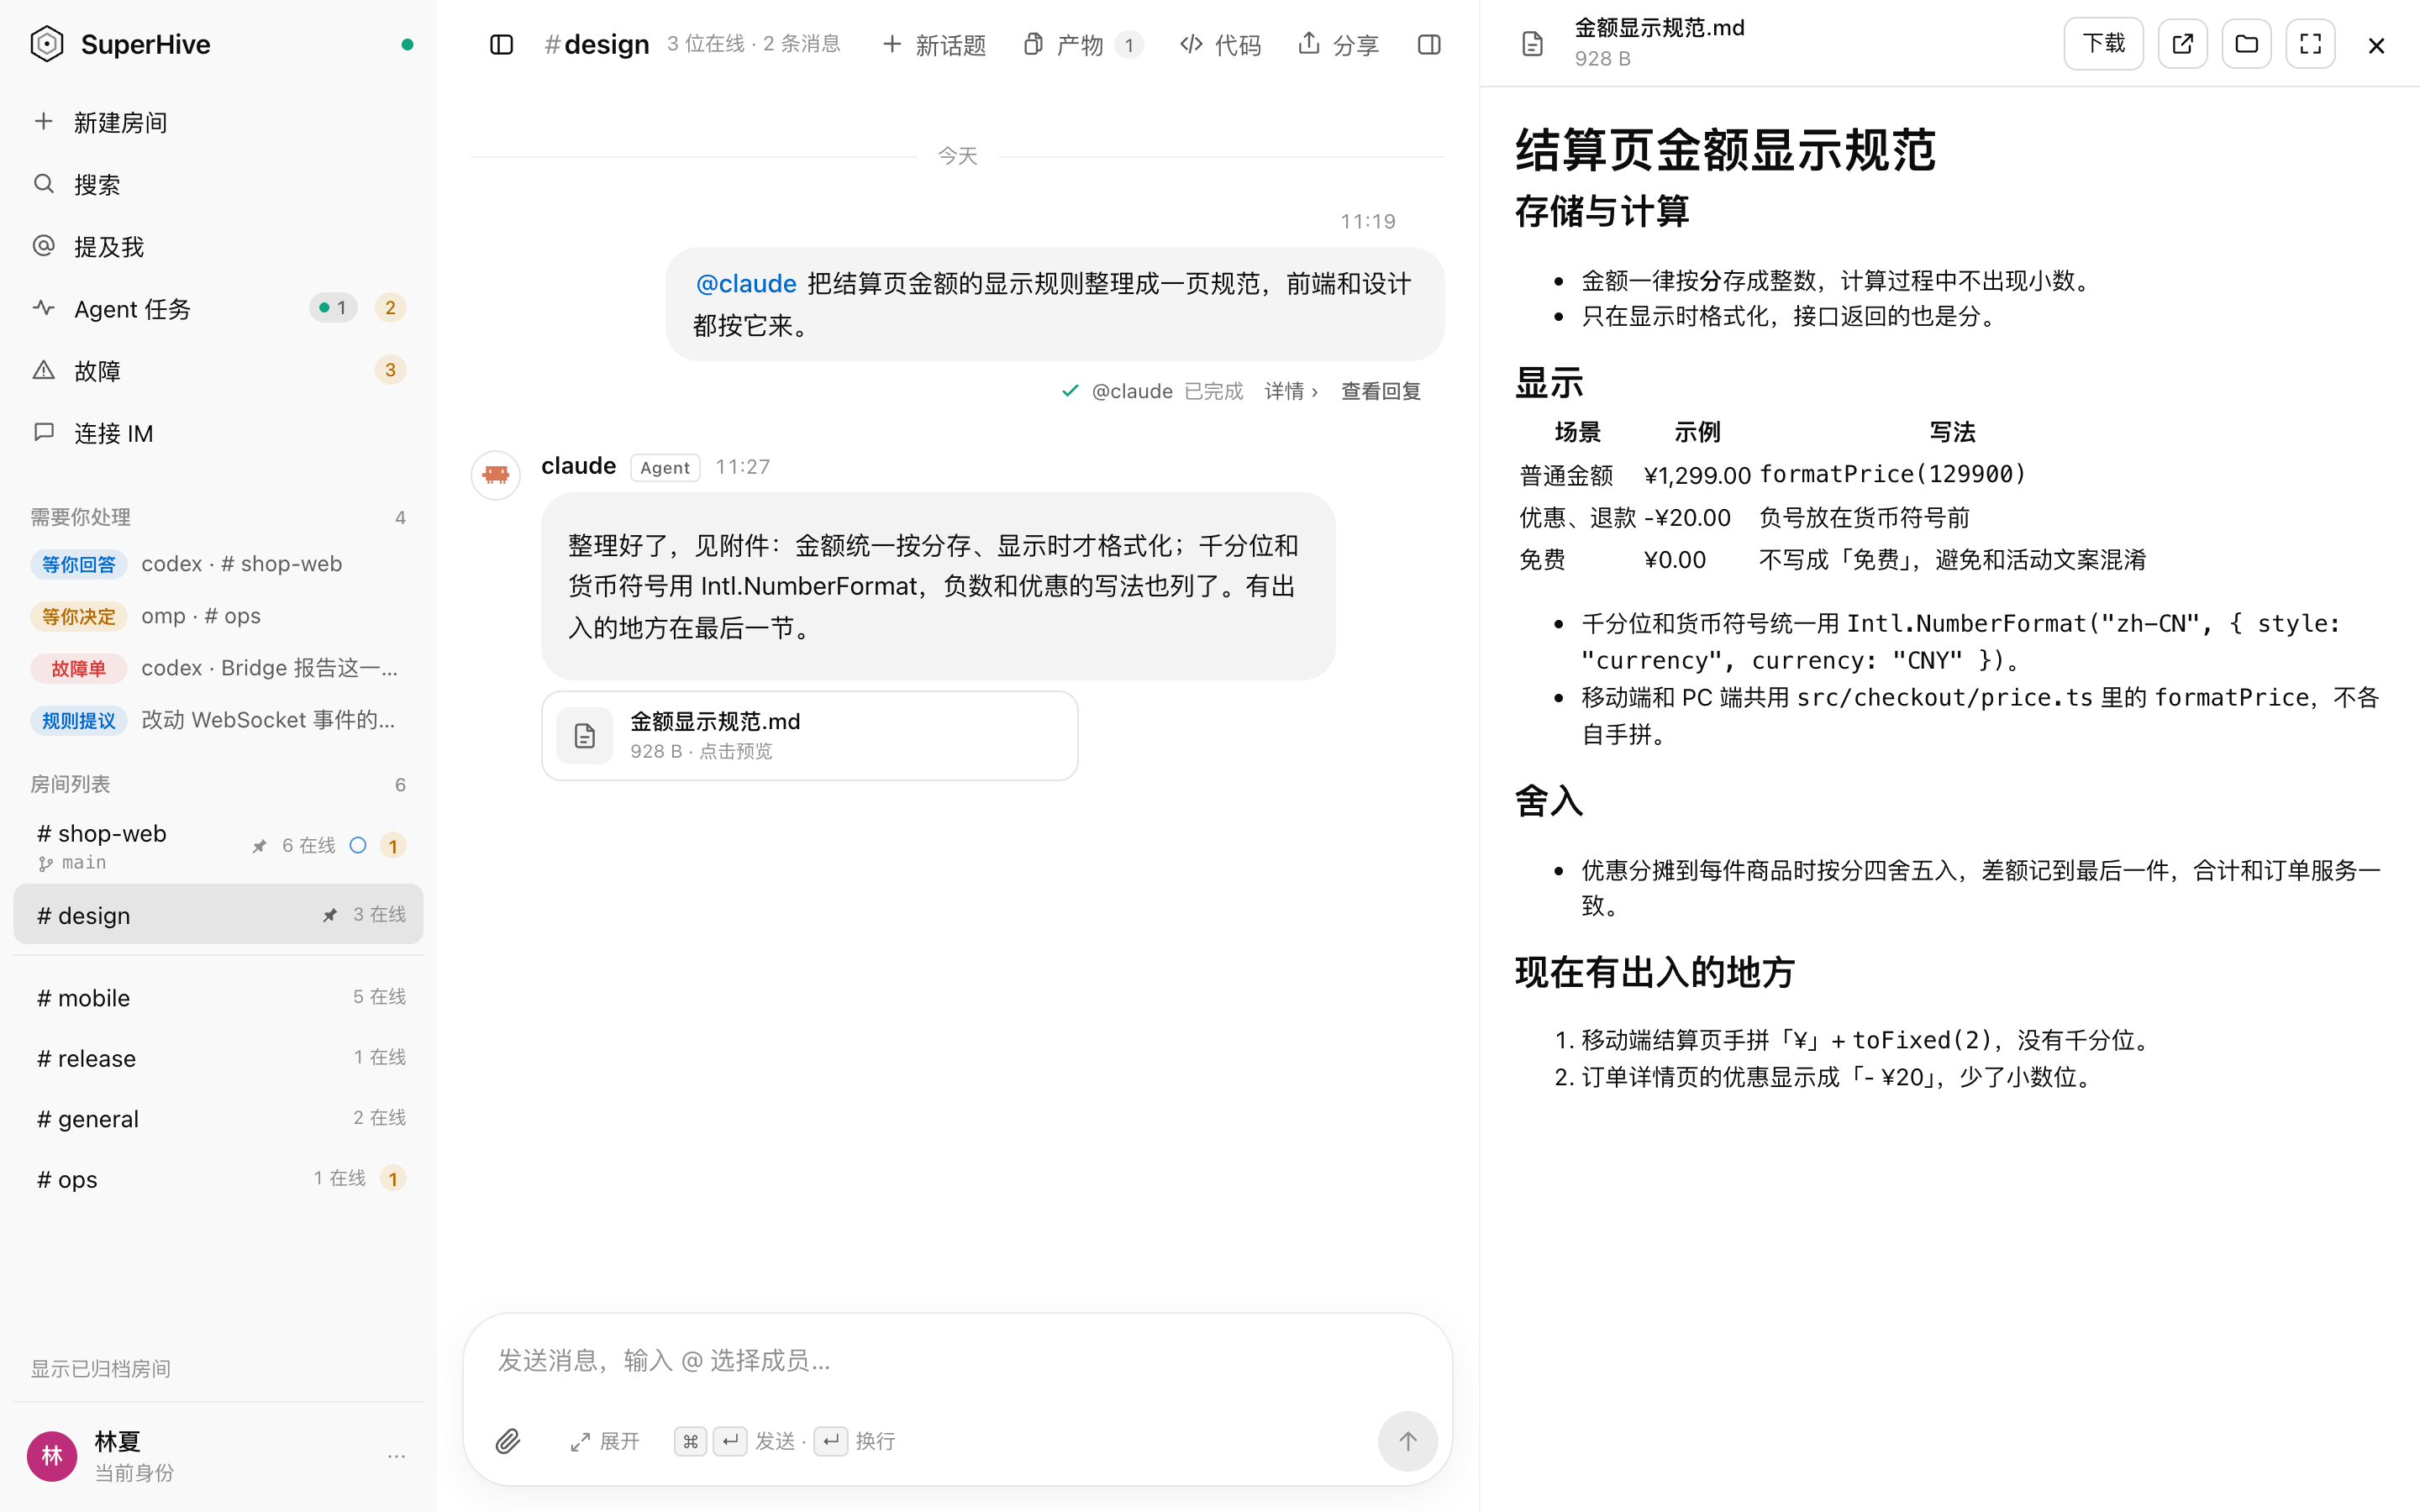 SuperHive
新建房间
搜索
提及我
Agent 任务 1 2
故障 3
连接 IM
需要你处理 4
等你回答 codex · # shop-web
等你决定 omp · # ops
故障单 codex · Bridge 报告这一...
规则提议 改动 WebSocket 事件的...
房间列表 6
# shop-web 6 在线 1
main
# design 3 在线
# mobile 5 在线
# release 1 在线
# general 2 在线
# ops 1 在线 1
显示已归档房间
林 林夏
当前身份
#design 3 位在线 · 2 条消息 新话题 产物 1 代码 分享
今天
11:19
@claude 把结算页金额的显示规则整理成一页规范，前端和设计
都按它来。
@claude 已完成 详情 › 查看回复
claude Agent 11:27
整理好了，见附件：金额统一按分存、显示时才格式化；千分位和
货币符号用 Intl.NumberFormat，负数和优惠的写法也列了。有出
入的地方在最后一节。
金额显示规范.md
928 B · 点击预览
发送消息，输入 @ 选择成员...
展开 ⌘ ↵ 发送 · ↵ 换行
金额显示规范.md
928 B
下载
结算页金额显示规范
存储与计算
• 金额一律按分存成整数，计算过程中不出现小数。
• 只在显示时格式化，接口返回的也是分。
显示
场景 示例 写法
普通金额 ¥1,299.00 formatPrice(129900)
优惠、退款 -¥20.00 负号放在货币符号前
免费 ¥0.00 不写成「免费」，避免和活动文案混淆
• 千分位和货币符号统一用 Intl.NumberFormat("zh-CN", { style:
"currency", currency: "CNY" })。
• 移动端和 PC 端共用 src/checkout/price.ts 里的 formatPrice，不各
自手拼。
舍入
• 优惠分摊到每件商品时按分四舍五入，差额记到最后一件，合计和订单服务一
致。
现在有出入的地方
1. 移动端结算页手拼「¥」+ toFixed(2)，没有千分位。
2. 订单详情页的优惠显示成「- ¥20」，少了小数位。